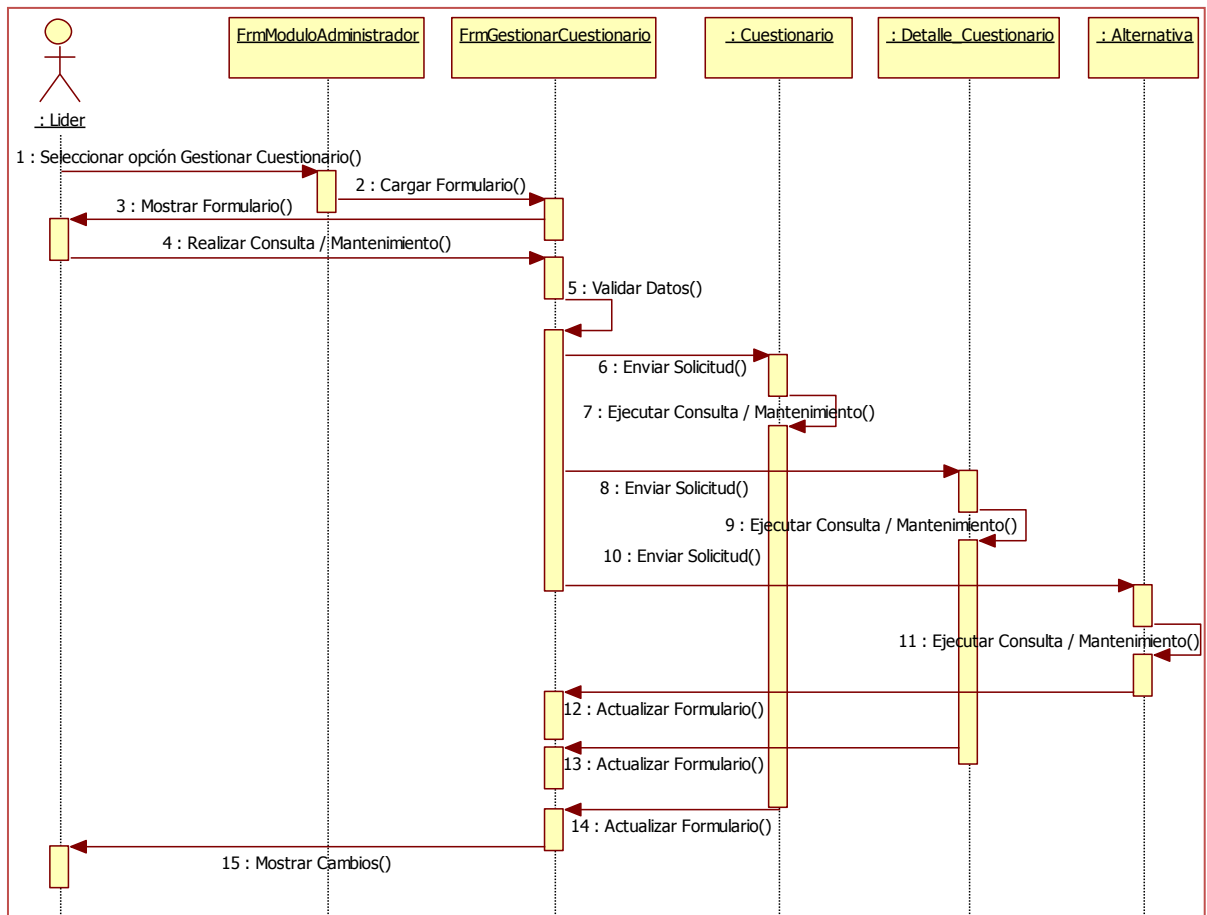 FrmModuloAdministrador
FrmGestionarCuestionario
: Cuestionario
: Detalle_Cuestionario
: Alternativa
: Lider
1 : Seleccionar opción Gestionar Cuestionario()
2 : Cargar Formulario()
3 : Mostrar Formulario()
4 : Realizar Consulta / Mantenimiento()
5 : Validar Datos()
6 : Enviar Solicitud()
7 : Ejecutar Consulta / Mantenimiento()
8 : Enviar Solicitud()
9 : Ejecutar Consulta / Mantenimiento()
10 : Enviar Solicitud()
11 : Ejecutar Consulta / Mantenimiento()
12 : Actualizar Formulario()
13 : Actualizar Formulario()
14 : Actualizar Formulario()
15 : Mostrar Cambios()